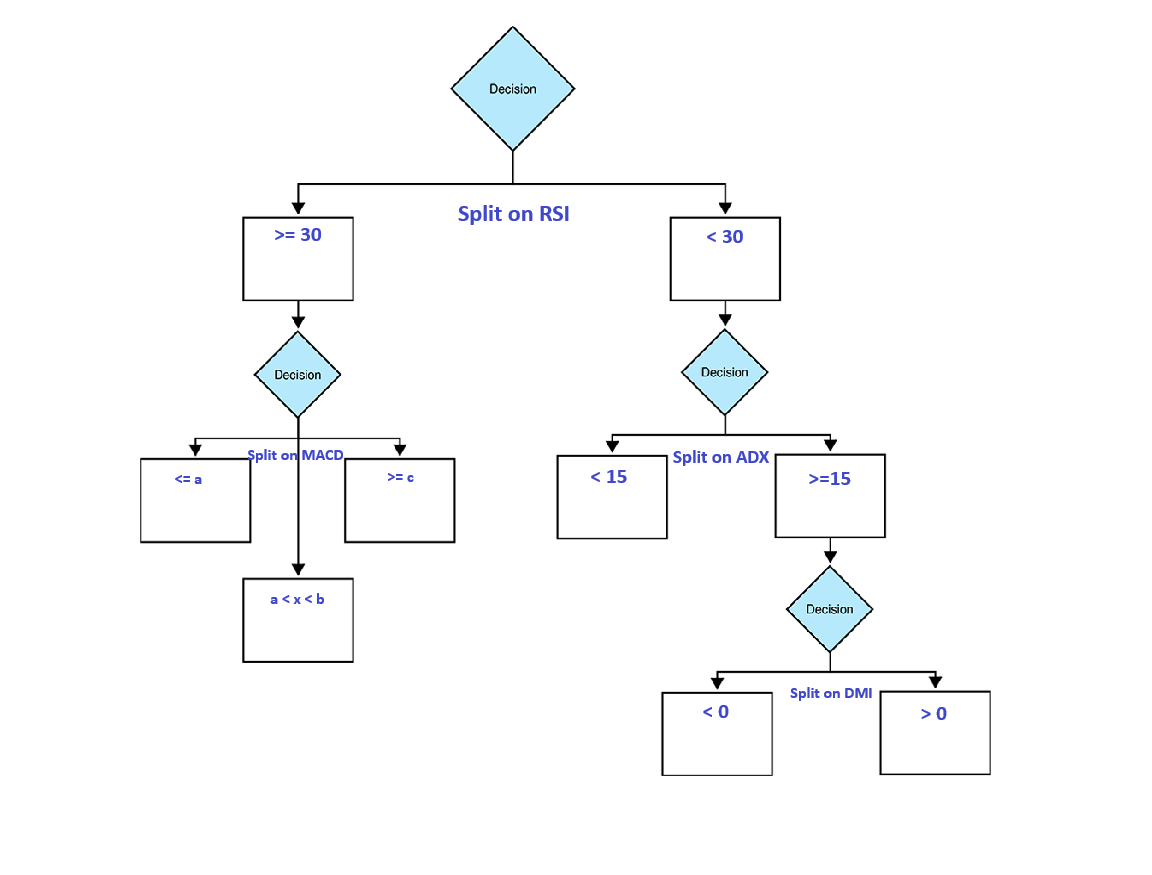 Decision
Split on RSI
>= 30
< 30
Decision
Decision
Split on MACD
<= a
>= c
a < x < b
Split on ADX
< 15
>=15
Decision
Split on DMI
< 0
> 0